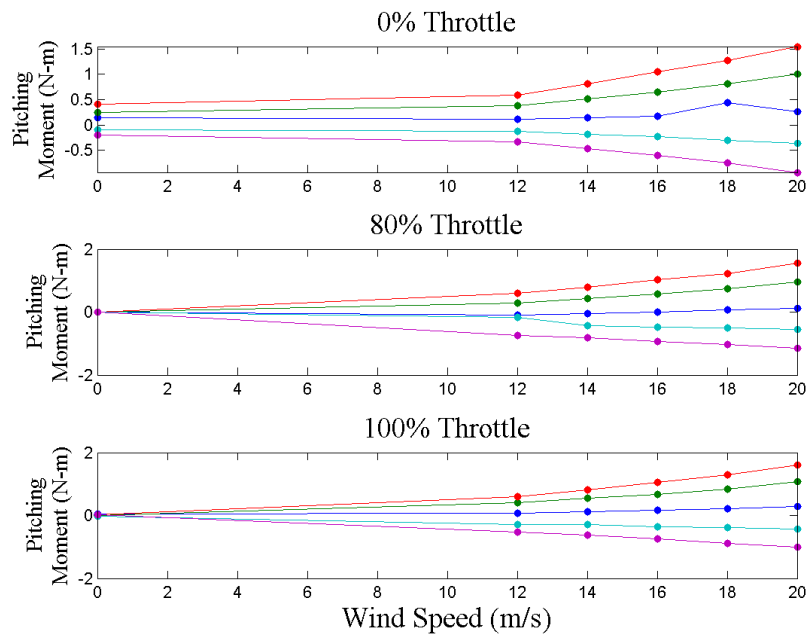 0% Throttle
Pitching
Moment (N-m)
1.5
1
0.5
0
-0.5
0 2 4 6 8 10 12 14 16 18 20
80% Throttle
Pitching
Moment (N-m)
2
0
-2
0 2 4 6 8 10 12 14 16 18 20
100% Throttle
Pitching
Moment (N-m)
2
0
-2
0 2 4 6 8 10 12 14 16 18 20
Wind Speed (m/s)